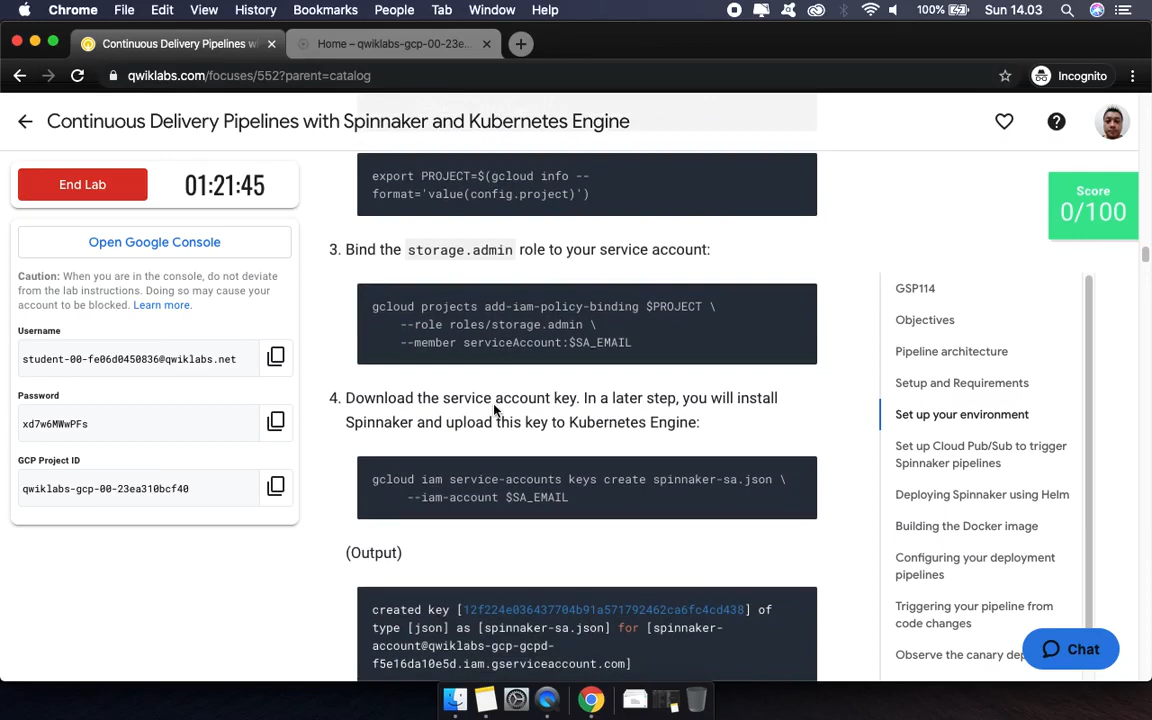 Chrome File Edit View History Bookmarks People Tab Window Help 100% Sun 14.03
Continuous Delivery Pipelines w
Home – qwiklabs-gcp-00-23e...
qwiklabs.com/focuses/552?parent=catalog
Incognito
Continuous Delivery Pipelines with Spinnaker and Kubernetes Engine
End Lab
01:21:45
Open Google Console
Caution: When you are in the console, do not deviate
from the lab instructions. Doing so may cause your
account to be blocked. Learn more.
Username
student-00-fe06d0450836@qwiklabs.net
Password
xd7w6MWwPFs
GCP Project ID
qwiklabs-gcp-00-23ea310bcf40
export PROJECT=$(gcloud info --
format='value(config.project)')
3. Bind the storage.admin role to your service account:
gcloud projects add-iam-policy-binding $PROJECT \
--role roles/storage.admin \
--member serviceAccount:$SA_EMAIL
4. Download the service account key. In a later step, you will install
Spinnaker and upload this key to Kubernetes Engine:
gcloud iam service-accounts keys create spinnaker-sa.json \
--iam-account $SA_EMAIL
(Output)
created key [12f224e036437704b91a571792462ca6fc4cd438] of
type [json] as [spinnaker-sa.json] for [spinnaker-
account@qwiklabs-gcp-gcpd-
f5e16da10e5d.iam.gserviceaccount.com]
Score
0/100
GSP114
Objectives
Pipeline architecture
Setup and Requirements
Set up your environment
Set up Cloud Pub/Sub to trigger
Spinnaker pipelines
Deploying Spinnaker using Helm
Building the Docker image
Configuring your deployment
pipelines
Triggering your pipeline from
code changes
Observe the canary dep
Chat